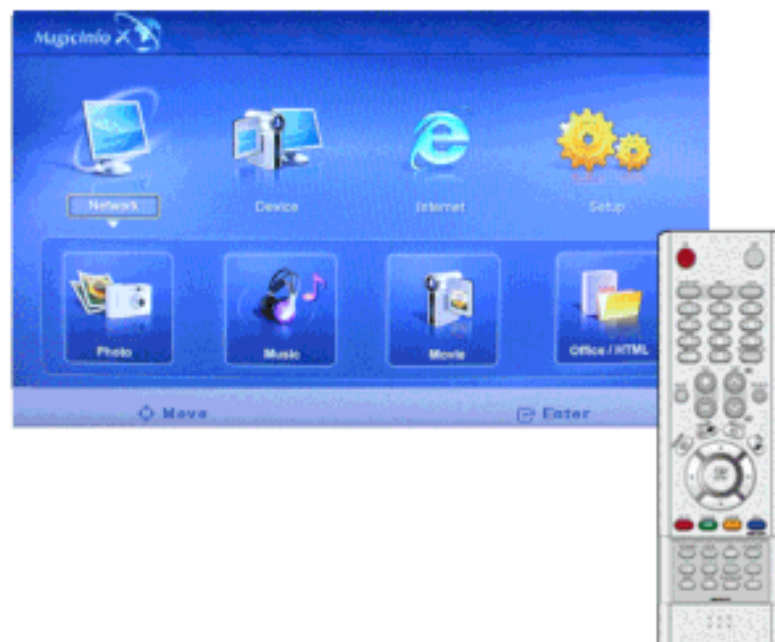 MagicInfo X
Network Device Internet Setup
Photo Music Movie Office / HTML
Move Enter